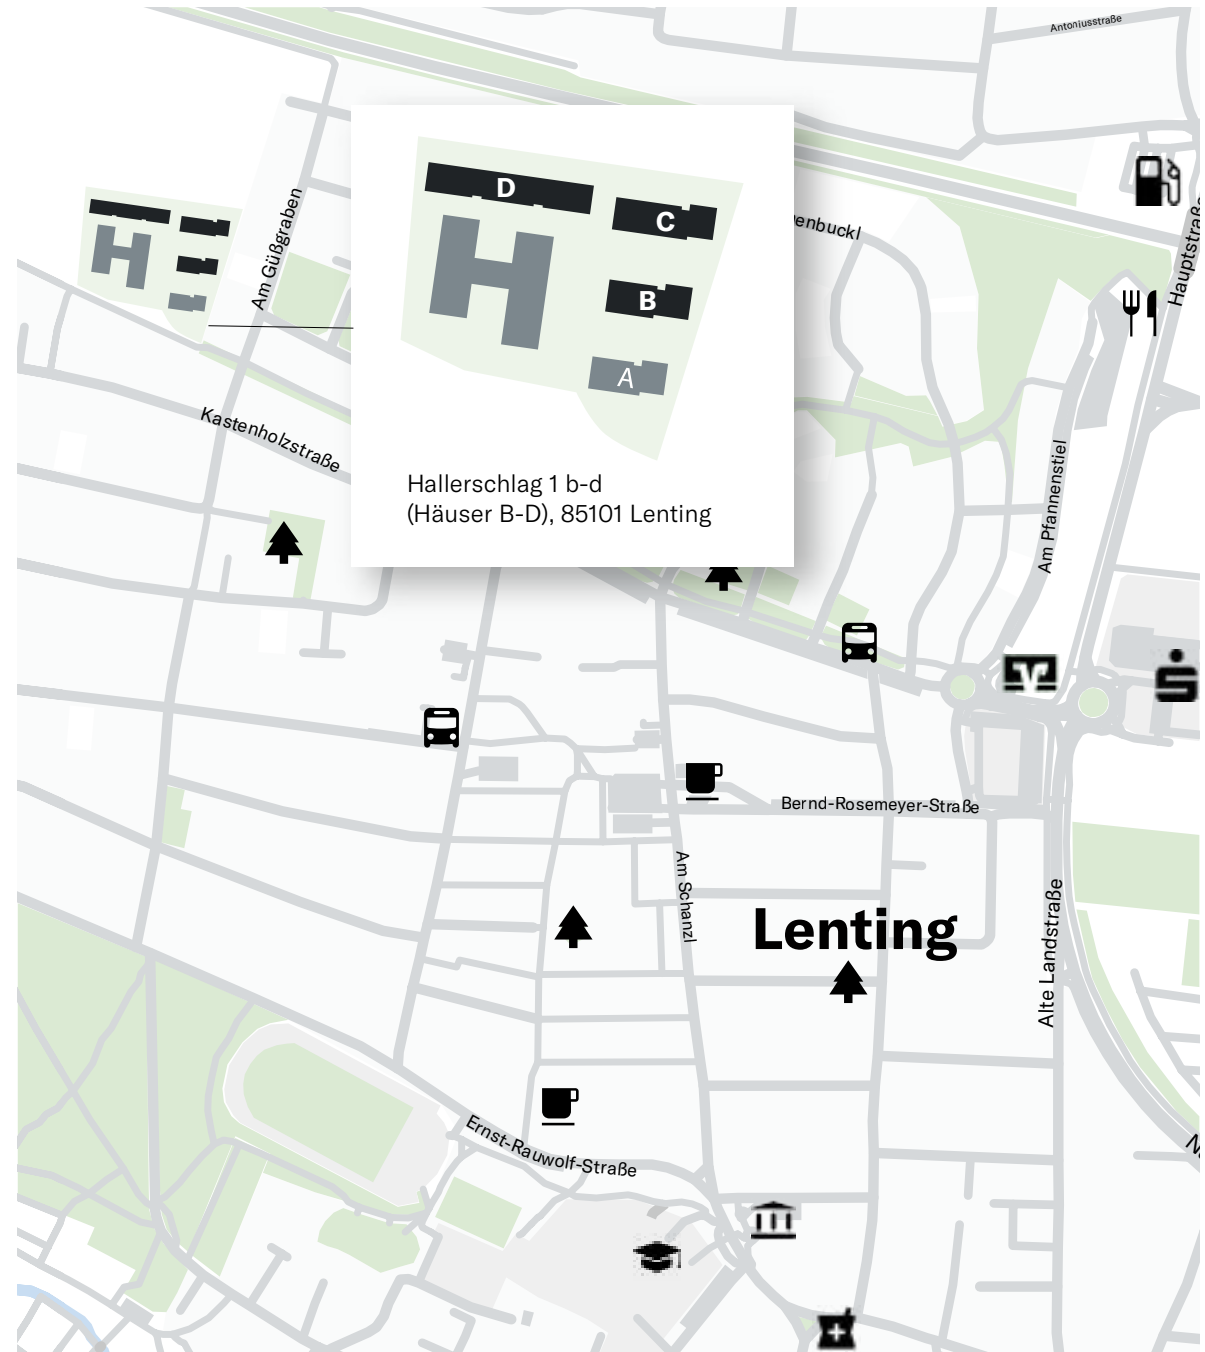 Antoniusstraße
Hauptstraße
enbuckl
Am Güßgraben
D
C
B
A
Kastenholzstraße
Hallerschlag 1 b-d
(Häuser B-D), 85101 Lenting
Am Pfannenstiel
Bernd-Rosemeyer-Straße
Am Schanzl
Lenting
Alte Landstraße
Ernst-Rauwolf-Straße